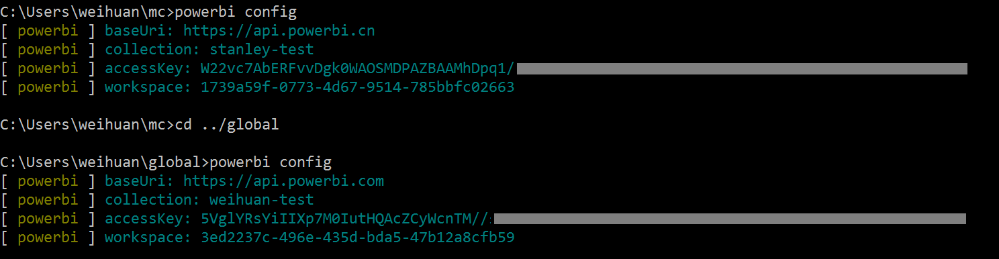 C:\Users\weihuan\mc>powerbi config
[ powerbi ] baseUri: https://api.powerbi.cn
[ powerbi ] collection: stanley-test
[ powerbi ] accessKey: W22vc7AbERFvvDgk0WAOSMDPAZBAAMhDpq1/
[ powerbi ] workspace: 1739a59f-0773-4d67-9514-785bbfc02663
C:\Users\weihuan\mc>cd ../global
C:\Users\weihuan\global>powerbi config
[ powerbi ] baseUri: https://api.powerbi.com
[ powerbi ] collection: weihuan-test
[ powerbi ] accessKey: 5VglYRsYiIIXp7M0IutHQAcZCyWcnTM//
[ powerbi ] workspace: 3ed2237c-496e-435d-bda5-47b12a8cfb59